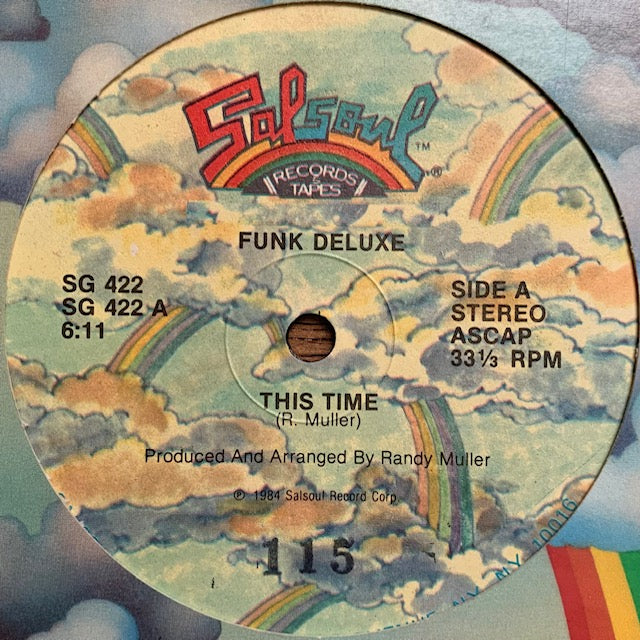 Salsoul TM
RECORDS & TAPES ®
FUNK DELUXE
SG 422
SG 422 A
6:11
SIDE A
STEREO
ASCAP
33⅓ RPM
THIS TIME
(R. Muller)
Produced And Arranged By Randy Muller
℗ 1984 Salsoul Record Corp.
115
N.Y., N.Y. 10016